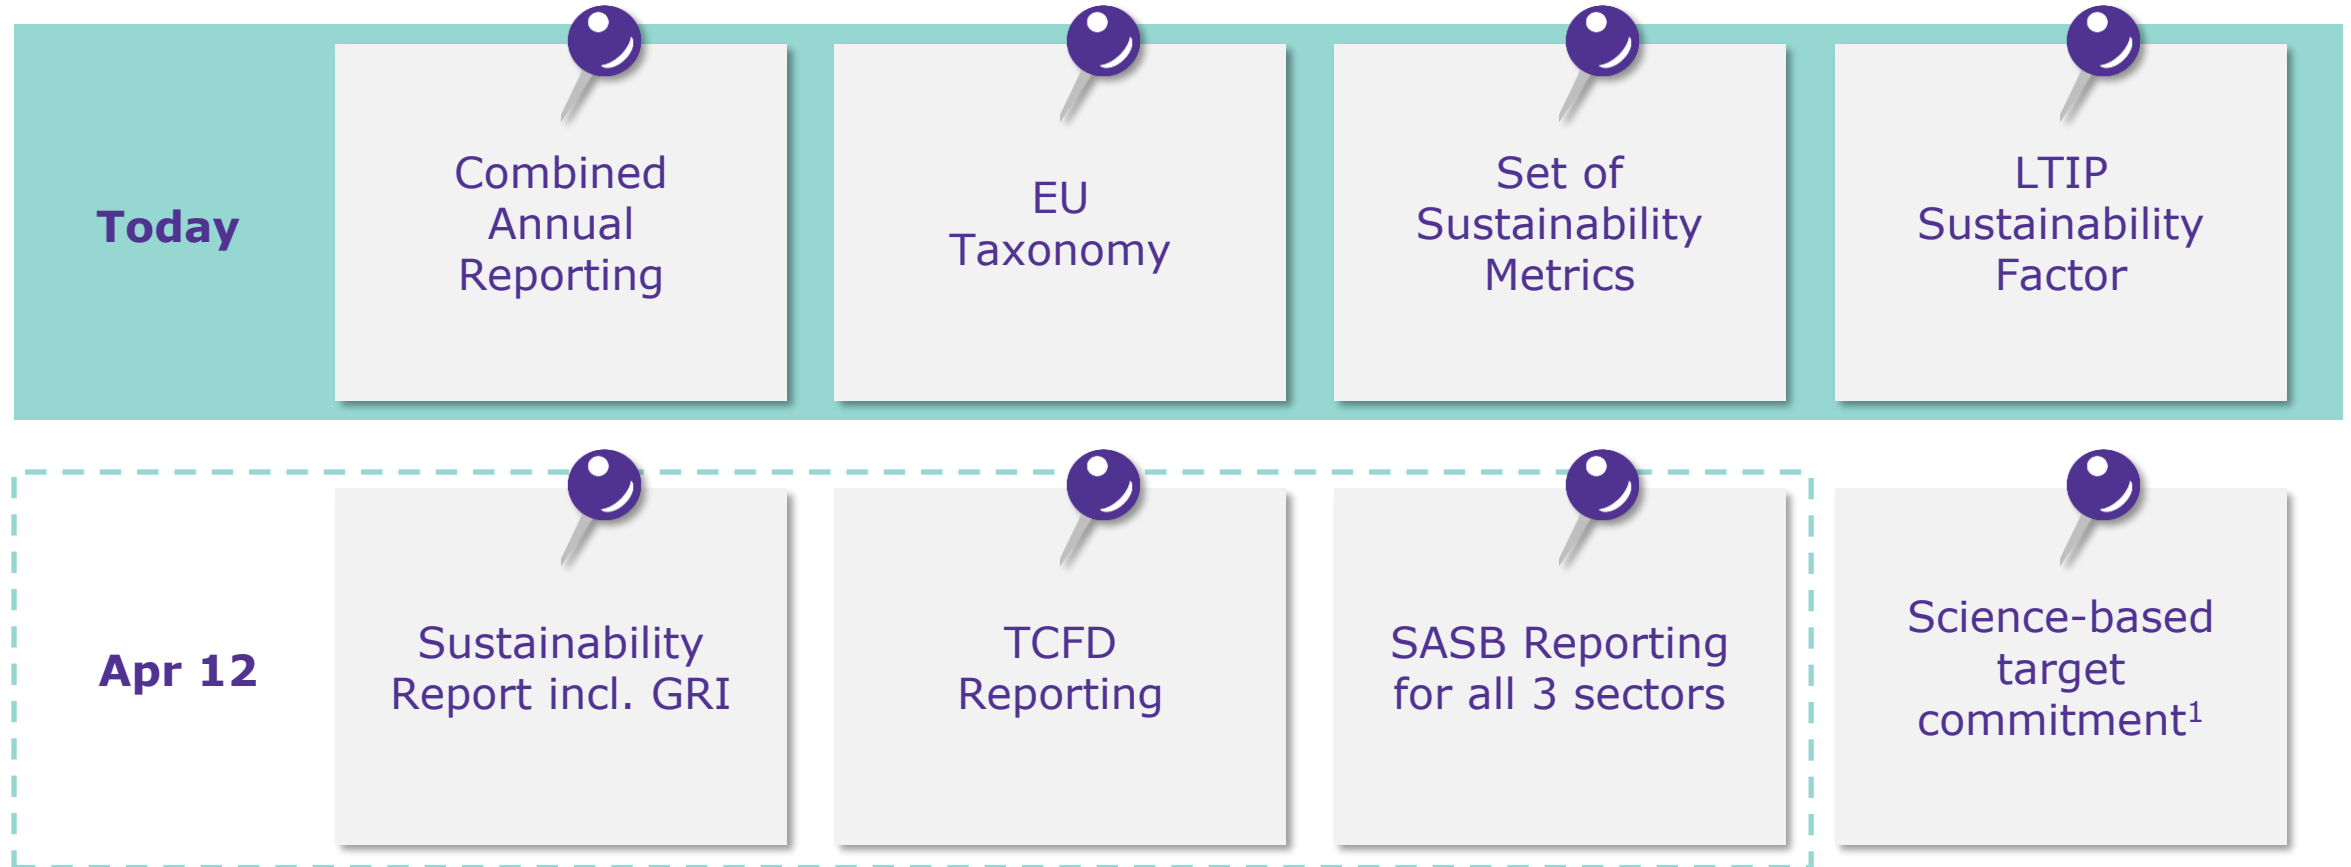 Today
Combined
Annual
Reporting
EU
Taxonomy
Set of
Sustainability
Metrics
LTIP
Sustainability
Factor
Apr 12
Sustainability
Report incl. GRI
TCFD
Reporting
SASB Reporting
for all 3 sectors
Science-based
target
commitment¹